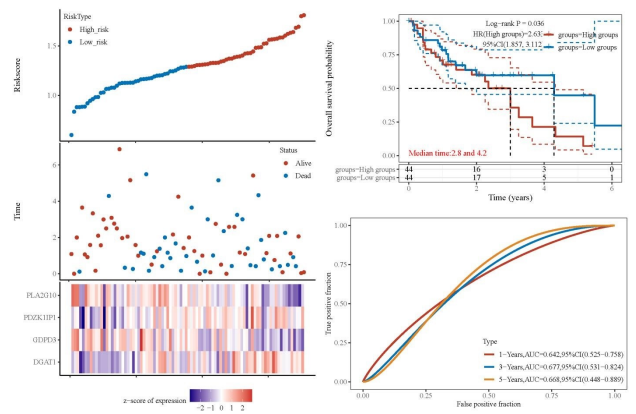 RiskType
High_risk
Low_risk
Riskscore
1.5
1.0
Status
Alive
Dead
Time
6
4
2
0
PLA2G10
PDZK1IP1
GDPD3
DGAT1
z-score of expression
−2 −1 0 1 2
Overall survival probability
1.00
0.75
0.50
0.25
0.00
Log−rank P = 0.036
HR(High groups)=2.63
95%CI(1.857, 3.112
groups=High groups
groups=Low groups
Median time:2.8 and 4.2
groups=High groups 44 16 3 0
groups=Low groups 44 17 5 1
0 2 4 6
Time (years)
True positive fraction
1.00
0.75
0.50
0.25
0.00
Type
1−Years,AUC=0.642,95%CI(0.525−0.758)
3−Years,AUC=0.677,95%CI(0.531−0.824)
5−Years,AUC=0.668,95%CI(0.448−0.889)
0.00 0.25 0.50 0.75 1.00
False positive fraction